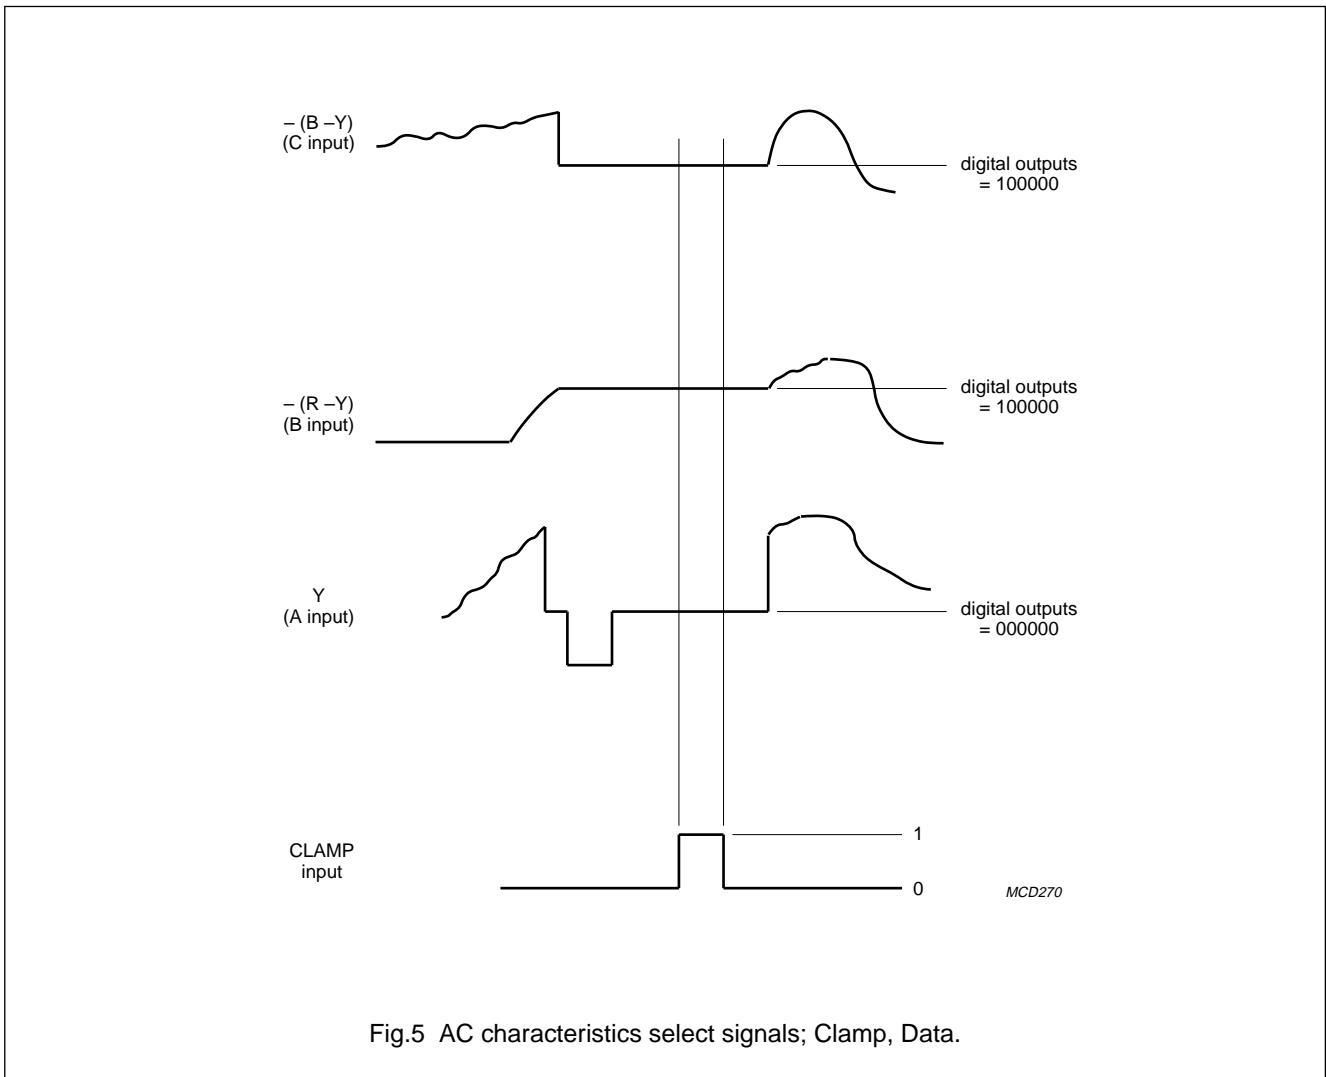 – (B –Y)
(C input)
digital outputs
= 100000
– (R –Y)
(B input)
digital outputs
= 100000
Y
(A input)
digital outputs
= 000000
CLAMP
input
1
0
MCD270
Fig.5 AC characteristics select signals; Clamp, Data.